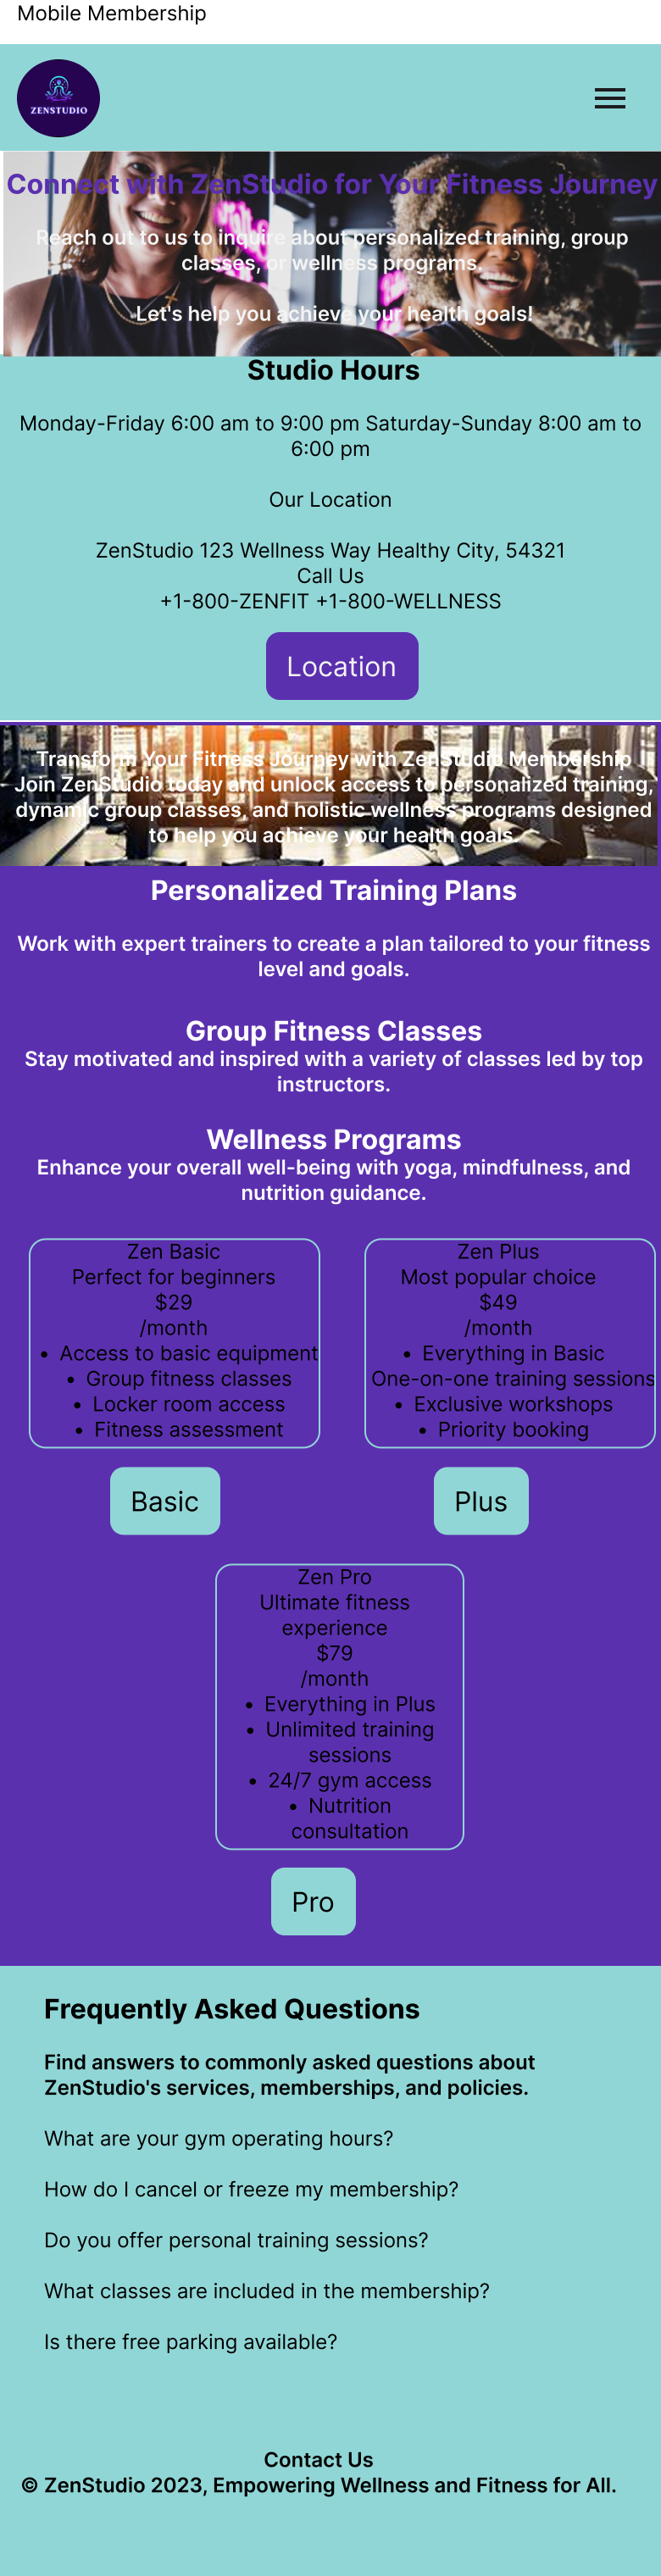 Mobile Membership
ZENSTUDIO
Connect with ZenStudio for Your Fitness Journey
Reach out to us to inquire about personalized training, group
classes, or wellness programs.
Let's help you achieve your health goals!
Studio Hours
Monday-Friday 6:00 am to 9:00 pm Saturday-Sunday 8:00 am to
6:00 pm
Our Location
ZenStudio 123 Wellness Way Healthy City, 54321
Call Us
+1-800-ZENFIT +1-800-WELLNESS
Location
Transform Your Fitness Journey with ZenStudio Membership
Join ZenStudio today and unlock access to personalized training,
dynamic group classes, and holistic wellness programs designed
to help you achieve your health goals.
Personalized Training Plans
Work with expert trainers to create a plan tailored to your fitness
level and goals.
Group Fitness Classes
Stay motivated and inspired with a variety of classes led by top
instructors.
Wellness Programs
Enhance your overall well-being with yoga, mindfulness, and
nutrition guidance.
Zen Basic
Perfect for beginners
$29
/month
• Access to basic equipment
• Group fitness classes
• Locker room access
• Fitness assessment
Basic
Zen Plus
Most popular choice
$49
/month
• Everything in Basic
One-on-one training sessions
• Exclusive workshops
• Priority booking
Plus
Zen Pro
Ultimate fitness
experience
$79
/month
• Everything in Plus
• Unlimited training
sessions
• 24/7 gym access
• Nutrition
consultation
Pro
Frequently Asked Questions
Find answers to commonly asked questions about
ZenStudio's services, memberships, and policies.
What are your gym operating hours?
How do I cancel or freeze my membership?
Do you offer personal training sessions?
What classes are included in the membership?
Is there free parking available?
Contact Us
© ZenStudio 2023, Empowering Wellness and Fitness for All.